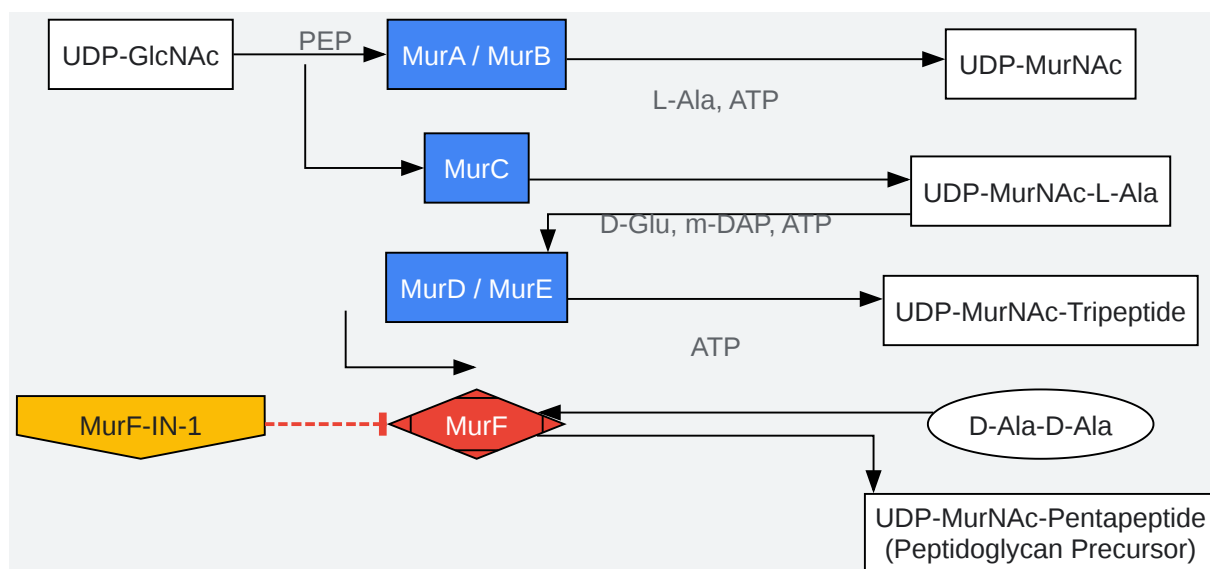 UDP-GlcNAc
PEP
MurA / MurB
UDP-MurNAc
L-Ala, ATP
MurC
UDP-MurNAc-L-Ala
D-Glu, m-DAP, ATP
MurD / MurE
UDP-MurNAc-Tripeptide
ATP
MurF-IN-1
MurF
D-Ala-D-Ala
UDP-MurNAc-Pentapeptide
(Peptidoglycan Precursor)